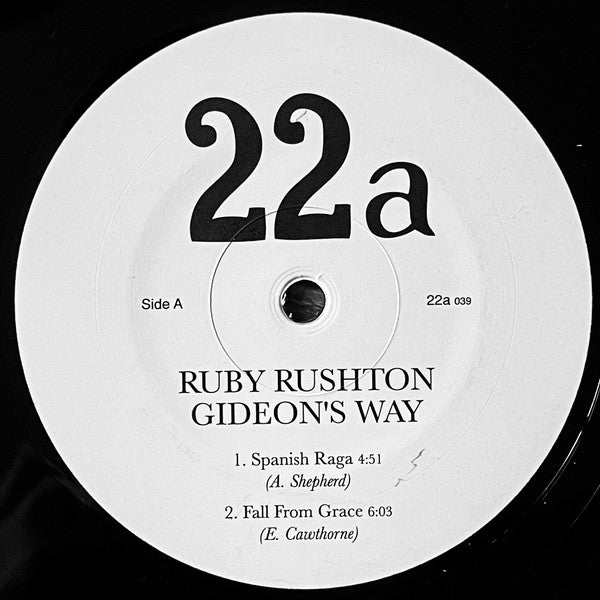 22a
Side A
22a 039
RUBY RUSHTON
GIDEON'S WAY
1. Spanish Raga 4:51
(A. Shepherd)
2. Fall From Grace 6:03
(E. Cawthorne)